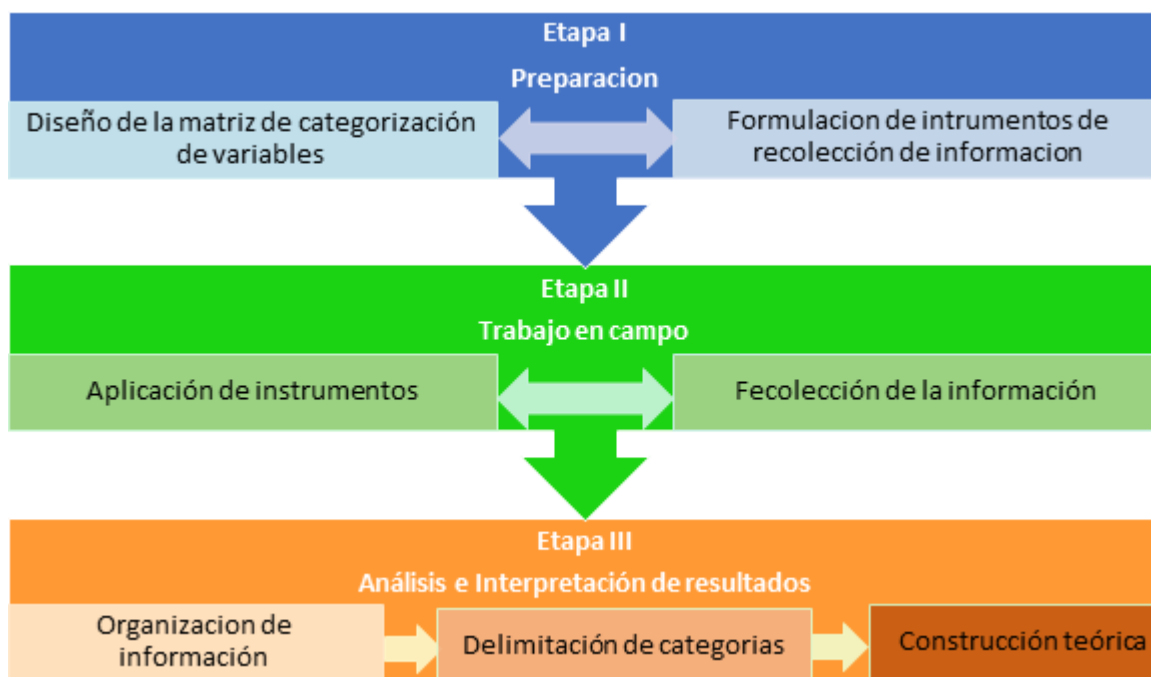 Etapa I
Preparacion
Diseño de la matriz de categorización
de variables
Formulacion de intrumentos de
recolección de informacion
Etapa II
Trabajo en campo
Aplicación de instrumentos
Fecolección de la información
Etapa III
Análisis e Interpretación de resultados
Organizacion de
información
Delimitación de categorias
Construcción teórica